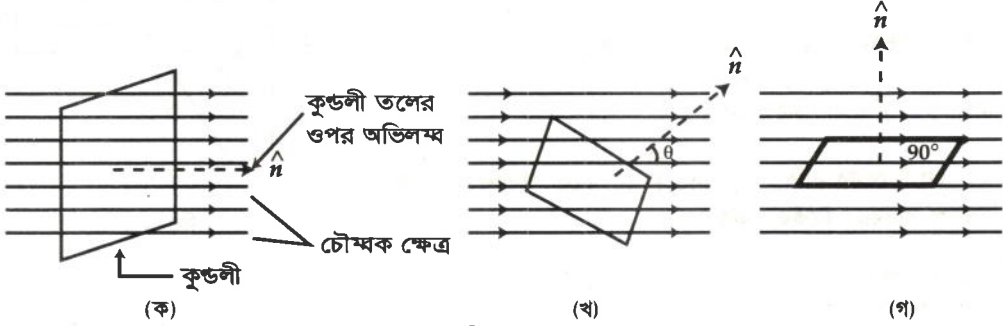 n̂
n̂
কুণ্ডলী তলের
ওপর অভিলম্ব
n̂
θ
90°
চৌম্বক ক্ষেত্র
কুণ্ডলী
(ক)
(খ)
(গ)